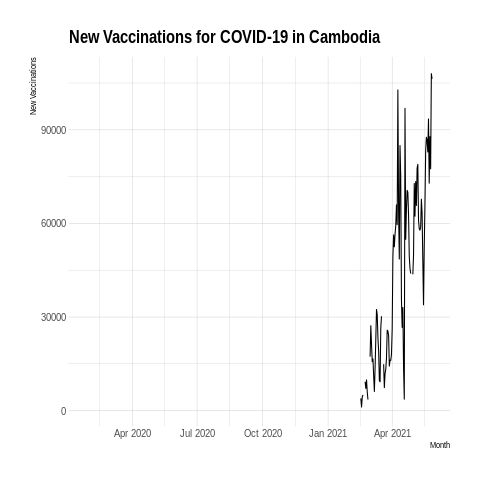 New Vaccinations for COVID-19 in Cambodia
New Vaccinations
90000
60000
30000
0
Apr 2020 Jul 2020 Oct 2020 Jan 2021 Apr 2021
Month